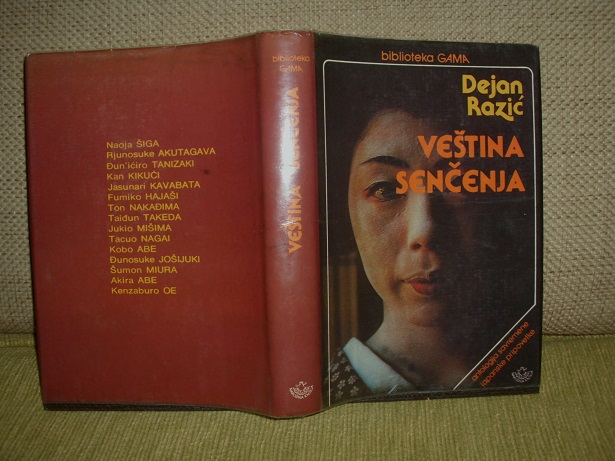 Naoja ŠIGA
Rjunosuke AKUTAGAVA
Đun'ićiro TANIZAKI
Kan KIKUĆI
Jasunari KAVABATA
Fumiko HAJAŠI
Ton NAKAĐIMA
Taiđun TAKEDA
Jukio MIŠIMA
Tacuo NAGAI
Kobo ABE
Đunosuke JOŠIJUKI
Šumon MIURA
Akira ABE
Kenzaburo OE
biblioteka
GAMA
VEŠTINA SENČENJA
biblioteka GAMA
Dejan
Razić
VEŠTINA
SENČENJA
antologija savremene
japanske pripovetke